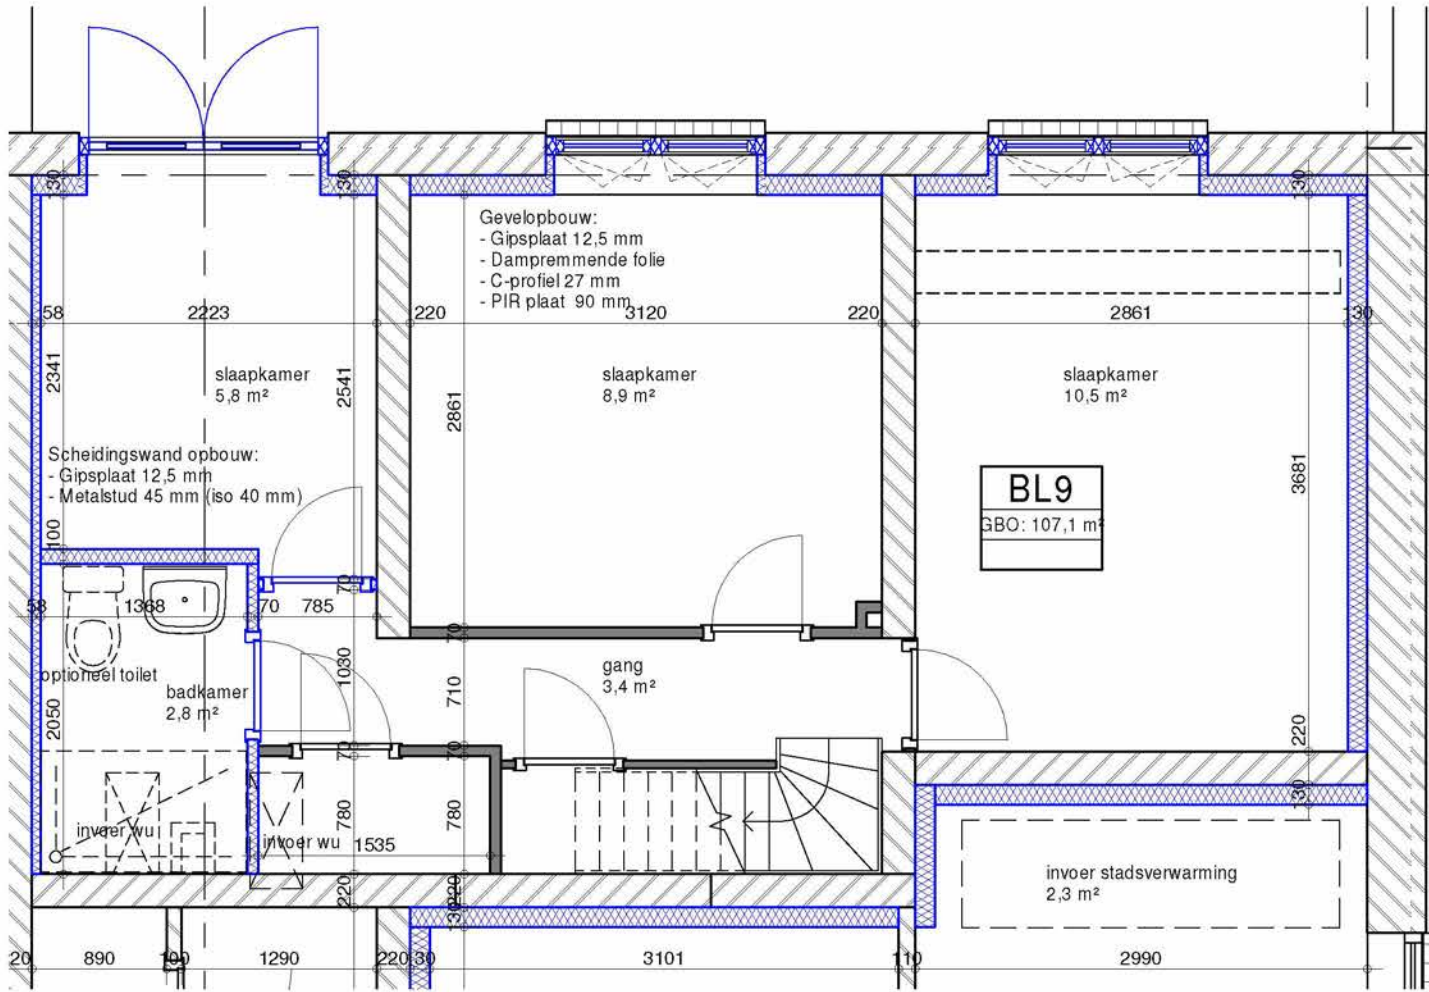 130
130
130
Gevelopbouw:
- Gipsplaat 12,5 mm
- Dampremmende folie
- C-profiel 27 mm
- PIR plaat 90 mm
58
2223
220
3120
220
2861
130
2341
2541
2861
slaapkamer
5,8 m²
slaapkamer
8,9 m²
slaapkamer
10,5 m²
Scheidingswand opbouw:
- Gipsplaat 12,5 mm
- Metalstud 45 mm (iso 40 mm)
3681
BL9
GBO: 107,1 m²
100
70
58
1368
70
785
70
optioneel toilet
1030
gang
3,4 m²
badkamer
2,8 m²
710
2050
220
70
70
780
780
130
invoer wu
invoer wu
1535
invoer stadsverwarming
2,3 m²
220
220
130
20
890
100
1290
220
30
3101
110
2990